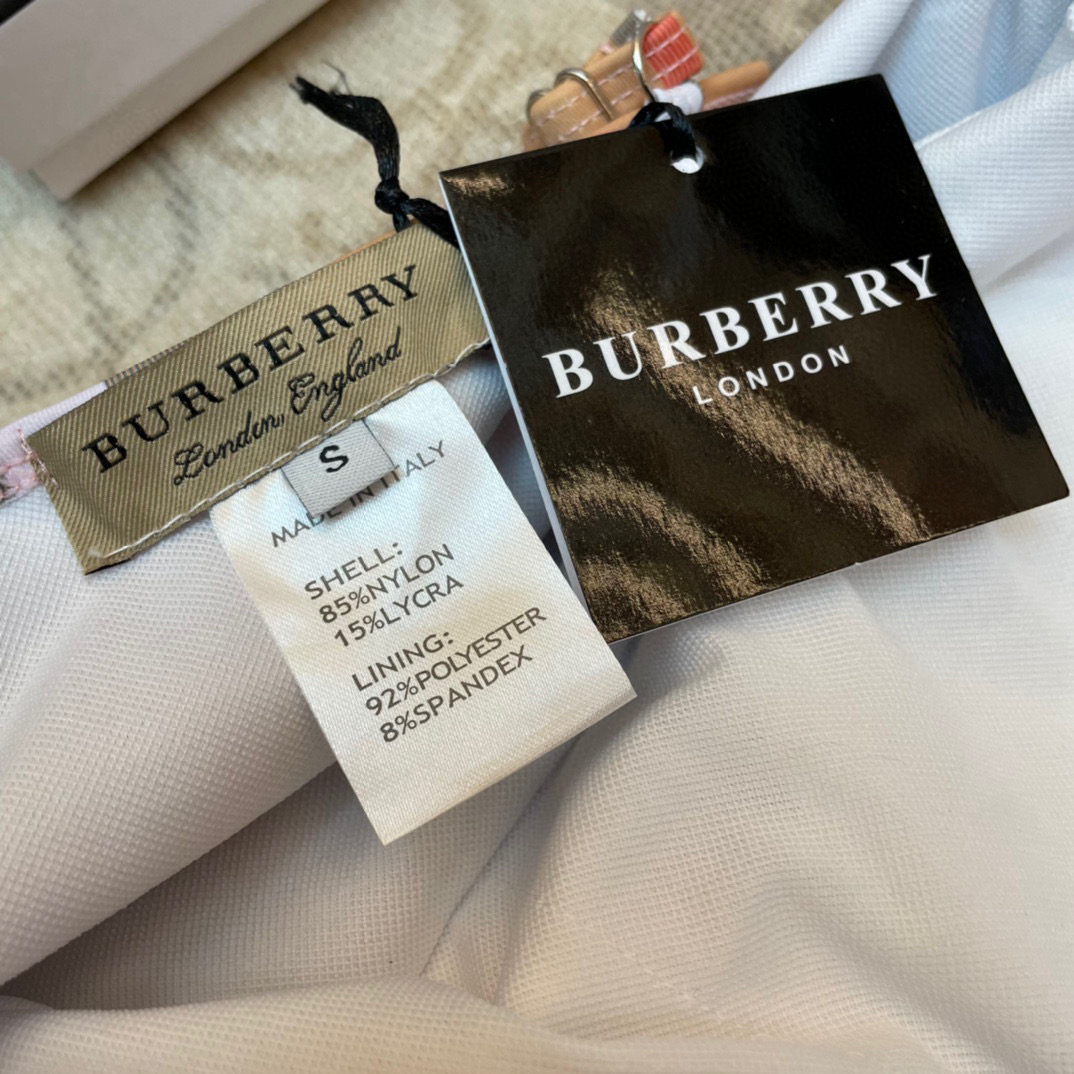 BURBERRY
London, England
S
MADE IN ITALY
SHELL:
85%NYLON
15%LYCRA
LINING:
92%POLYESTER
8%SPANDEX
BURBERRY
LONDON